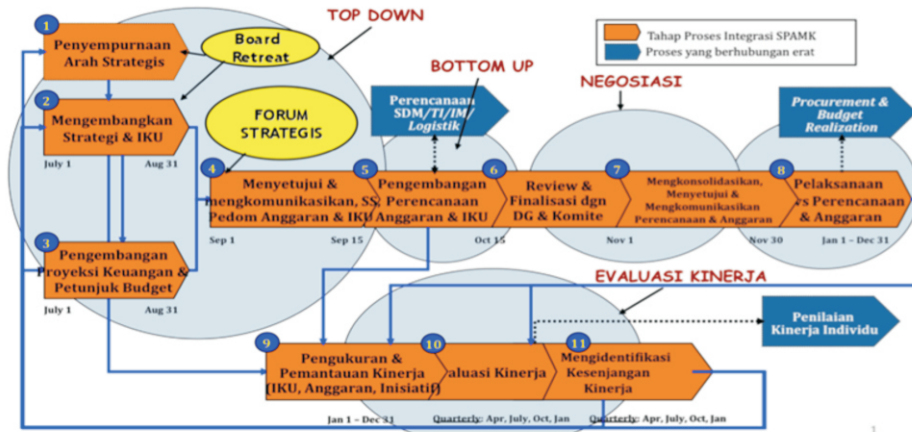 TOP DOWN
Tahap Proses Integrasi SPAMK
Proses yang berhubungan erat
1
Penyempurnaan
Arah Strategis
Board
Retreat
BOTTOM UP
NEGOSIASI
2
Mengembangkan
Strategi & IKU
July 1
Aug 31
FORUM
STRATEGIS
Perencanaan
SDM/TI/IM/
Logistik
Procurement &
Budget
Realization
4
Menyetujui &
mengkomunikasikan, SS,
Pedom Anggaran & IKU
Sep 1
Sep 15
5
Pengembangan
Perencanaan
Anggaran & IKU
Oct 15
6
Review &
Finalisasi dgn
DG & Komite
Nov 1
7
Mengkonsolidasikan,
Menyetujui &
Mengkomunikasikan
Perencanaan & Anggaran
Nov 30
8
Pelaksanaan
vs Perencanaan
& Anggaran
Jan 1 – Dec 31
3
Pengembangan
Proyeksi Keuangan &
Petunjuk Budget
July 1
Aug 31
EVALUASI KINERJA
Penilaian
Kinerja Individu
9
Pengukuran &
Pemantauan Kinerja
(IKU, Anggaran, Inisiatif)
Jan 1 – Dec 31
10
aluasi Kinerja
Quarterly: Apr, July, Oct, Jan
11
Mengidentifikasi
Kesenjangan
Kinerja
Quarterly: Apr, July, Oct, Jan
1